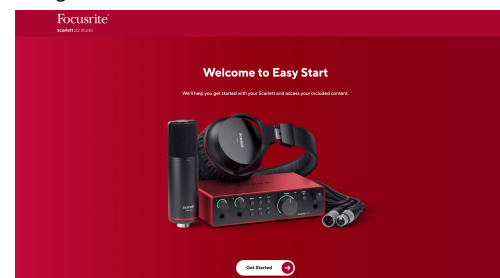 Focusrite®
Scarlett 2i2 Studio
Welcome to Easy Start
We'll help you get started with your Scarlett and access your included content.
Get Started